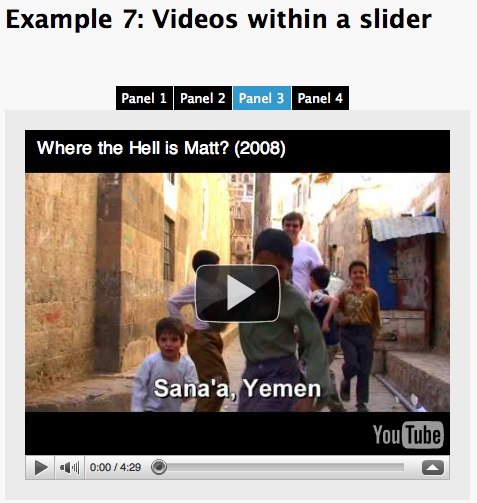 Example 7: Videos within a slider
Panel 1 Panel 2 Panel 3 Panel 4
Where the Hell is Matt? (2008)
Sana'a, Yemen
YouTube
0:00 / 4:29